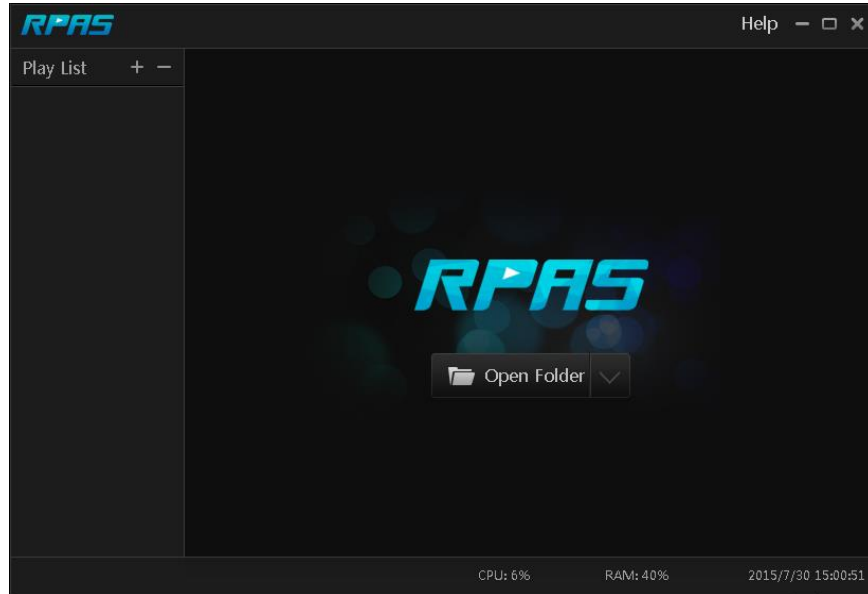 RPAS
Help
Play List + −
RPAS
Open Folder
CPU: 6% RAM: 40% 2015/7/30 15:00:51